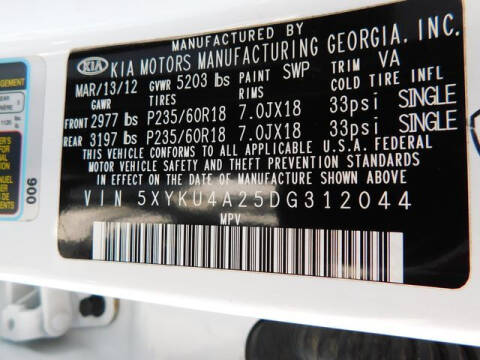 MANUFACTURED BY
KIA KIA MOTORS MANUFACTURING GEORGIA, INC.
MAR/13/12 GVWR 5203 lbs PAINT SWP TRIM VA
GAWR TIRES RIMS COLD TIRE INFL
FRONT 2977 lbs P235/60R18 7.0JX18 33psi SINGLE
REAR 3197 lbs P235/60R18 7.0JX18 33psi SINGLE
THIS VEHICLE CONFORMS TO ALL APPLICABLE U.S.A. FEDERAL
MOTOR VEHICLE SAFETY, BUMPER, AND THEFT PREVENTION STANDARDS
IN EFFECT ON THE DATE OF MANUFACTURE SHOWN ABOVE.
VIN 5XYKU4A25DG312044
MPV
006